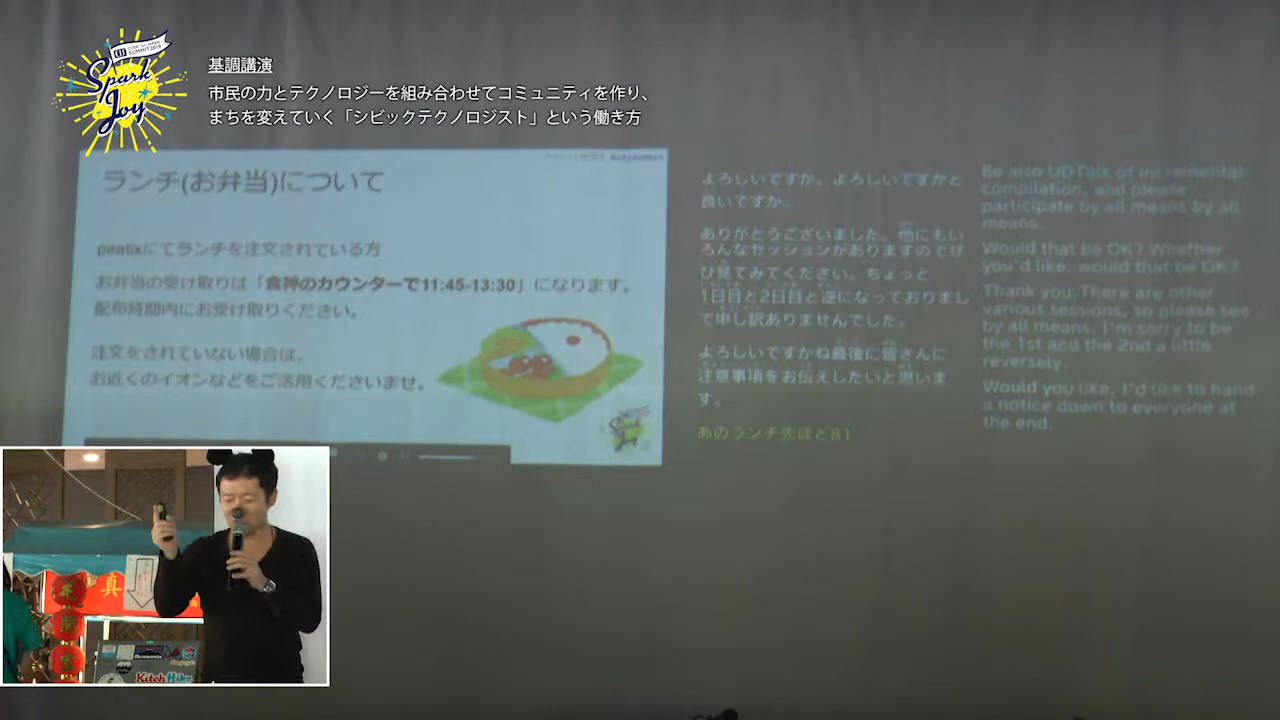 CODE for JAPAN
SUMMIT 2019
Spark
Joy
基調講演
市民の力とテクノロジーを組み合わせてコミュニティを作り、
まちを変えていく「シビックテクノロジスト」という働き方
ランチ(お弁当)について
peatixにてランチを注文されている方
お弁当の受け取りは「食神のカウンターで11:45-13:30」になります。
配布時間内にお受け取りください。
注文をされていない場合は、
お近くのイオンなどをご活用くださいませ。
Spark
Joy
よろしいですか。よろしいですかと
良いですか。
ありがとうございました。他にもい
ろんなセッションがありますのでぜ
ひ見てみてください。ちょっと
1日目と2日目と逆になっておりまし
て申し訳ありませんでした。
よろしいですかね最後に皆さんに
注意事項をお伝えしたいと思いま
す。
あのランチ先ほど81
Be also UDTalk of incremental
compilation, and please
participate by all means by all
means.
Would that be OK? Whether
you'd like, would that be OK?
Thank you.There are other
various sessions, so please see
by all means. I'm sorry to be
the 1st and the 2nd a little
reversely.
Would you like, I'd like to hand
a notice down to everyone at
the end.
真
Kitch Hike